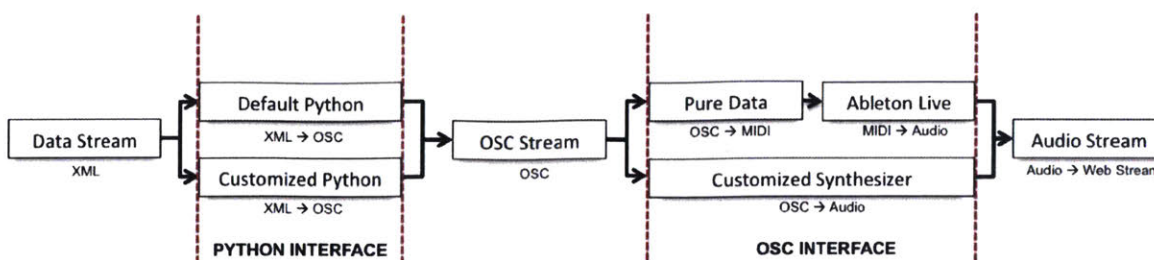 Data Stream
XML
Default Python
XML → OSC
Customized Python
XML → OSC
PYTHON INTERFACE
OSC Stream
OSC
Pure Data
OSC → MIDI
Ableton Live
MIDI → Audio
Customized Synthesizer
OSC → Audio
OSC INTERFACE
Audio Stream
Audio → Web Stream